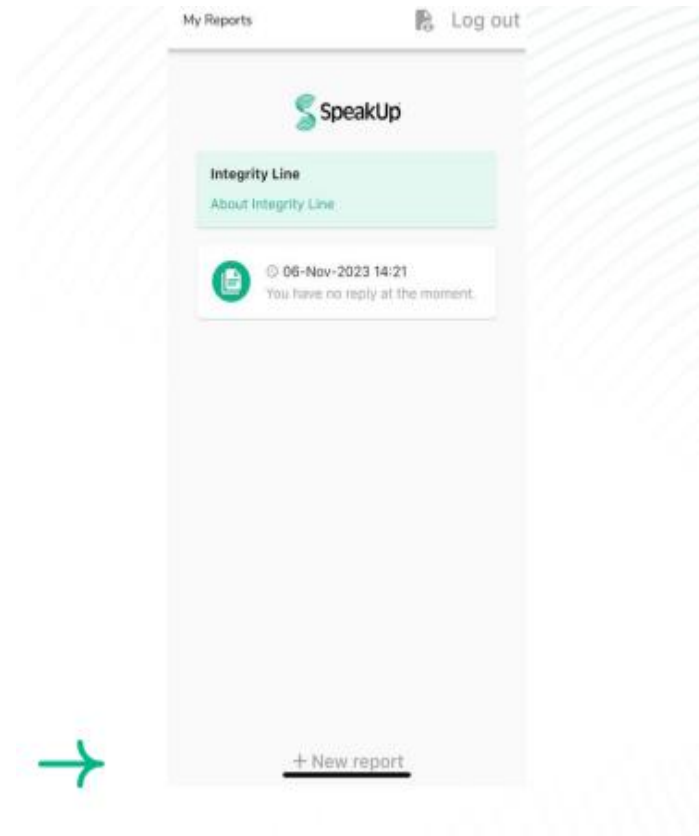 My Reports Log out
SpeakUp
Integrity Line
About Integrity Line
06-Nov-2023 14:21
You have no reply at the moment.
+ New report